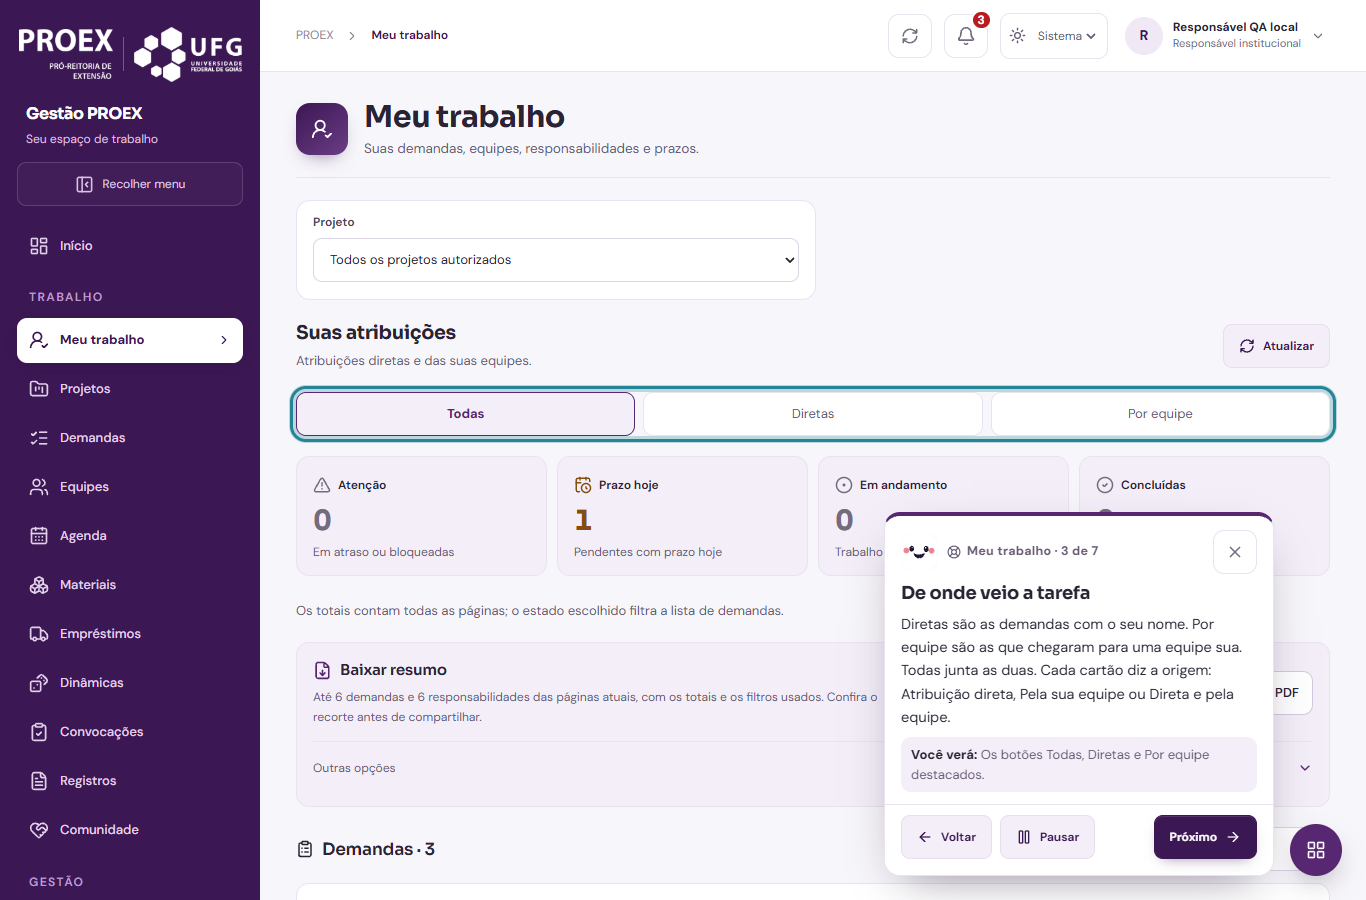 PROEX
PRÓ-REITORIA DE
EXTENSÃO
UFG
UNIVERSIDADE
FEDERAL DE GOIÁS
Gestão PROEX
Seu espaço de trabalho
Recolher menu
Início
TRABALHO
Meu trabalho
Projetos
Demandas
Equipes
Agenda
Materiais
Empréstimos
Dinâmicas
Convocações
Registros
Comunidade
GESTÃO
PROEX
Meu trabalho
3
Sistema
R
Responsável QA local
Responsável institucional
Meu trabalho
Suas demandas, equipes, responsabilidades e prazos.
Projeto
Todos os projetos autorizados
Suas atribuições
Atribuições diretas e das suas equipes.
Atualizar
Todas
Diretas
Por equipe
Atenção
0
Em atraso ou bloqueadas
Prazo hoje
1
Pendentes com prazo hoje
Em andamento
0
Trabalho
Concluídas
Os totais contam todas as páginas; o estado escolhido filtra a lista de demandas.
Baixar resumo
Até 6 demandas e 6 responsabilidades das páginas atuais, com os totais e os filtros usados. Confira o
recorte antes de compartilhar.
PDF
Outras opções
Demandas · 3
Meu trabalho · 3 de 7
De onde veio a tarefa
Diretas são as demandas com o seu nome. Por
equipe são as que chegaram para uma equipe sua.
Todas junta as duas. Cada cartão diz a origem:
Atribuição direta, Pela sua equipe ou Direta e pela
equipe.
Você verá: Os botões Todas, Diretas e Por equipe
destacados.
Voltar
Pausar
Próximo